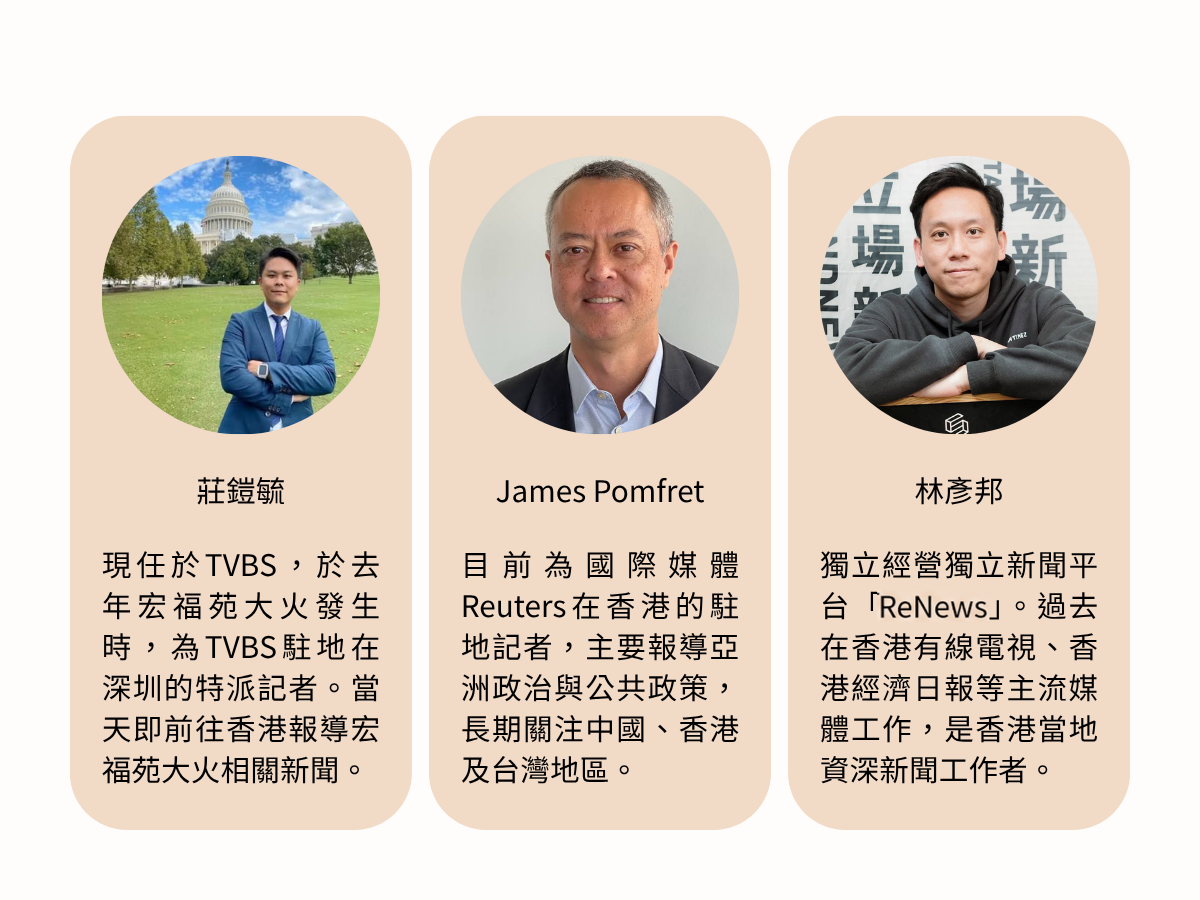 立
場
新
場
新
莊鎧毓
現任於TVBS，於去
年宏福苑大火發生
時，為TVBS駐地在
深圳的特派記者。當
天即前往香港報導宏
福苑大火相關新聞。
James Pomfret
目前為國際媒體
Reuters在香港的駐
地記者，主要報導亞
洲政治與公共政策，
長期關注中國、香港
及台灣地區。
林彥邦
獨立經營獨立新聞平
台「ReNews」。過去
在香港有線電視、香
港經濟日報等主流媒
體工作，是香港當地
資深新聞工作者。